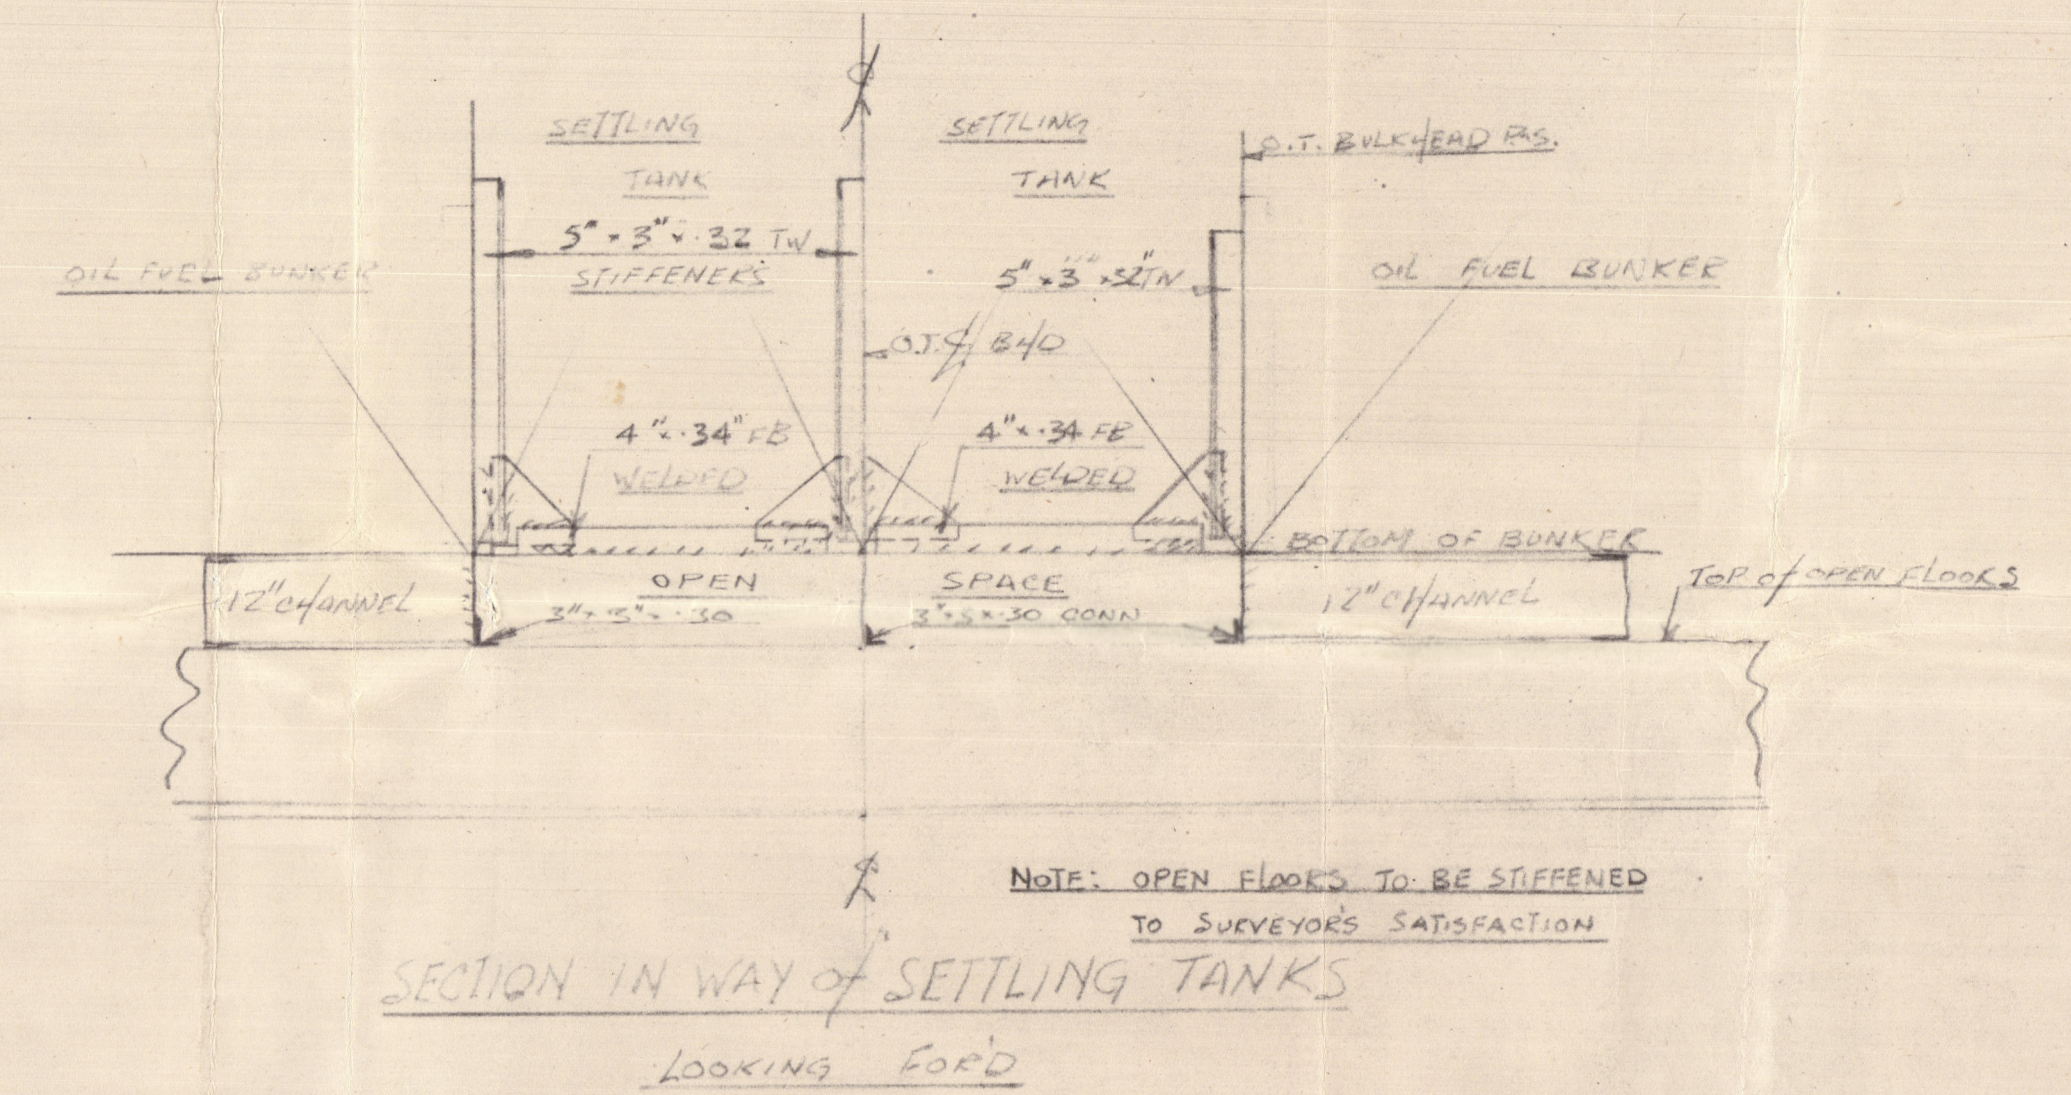 SETTLING
TANK
SETTLING
TANK
O.T. BULKHEAD P&S.
5" × 3" × .32 TW
STIFFENERS
OIL FUEL BUNKER
5" × 3" × .32" TW
OIL FUEL BUNKER
O.T. ℄ BHD
4" × .34" FB
WELDED
4" × .34 FB
WELDED
BOTTOM OF BUNKER
12" CHANNEL
OPEN SPACE
3" × 3" × .30
3" × 3 × .30 CONN
12" CHANNEL
TOP of OPEN FLOORS
℄
NOTE: OPEN FLOORS TO BE STIFFENED
TO SURVEYOR'S SATISFACTION
SECTION IN WAY of SETTLING TANKS
LOOKING FOR'D